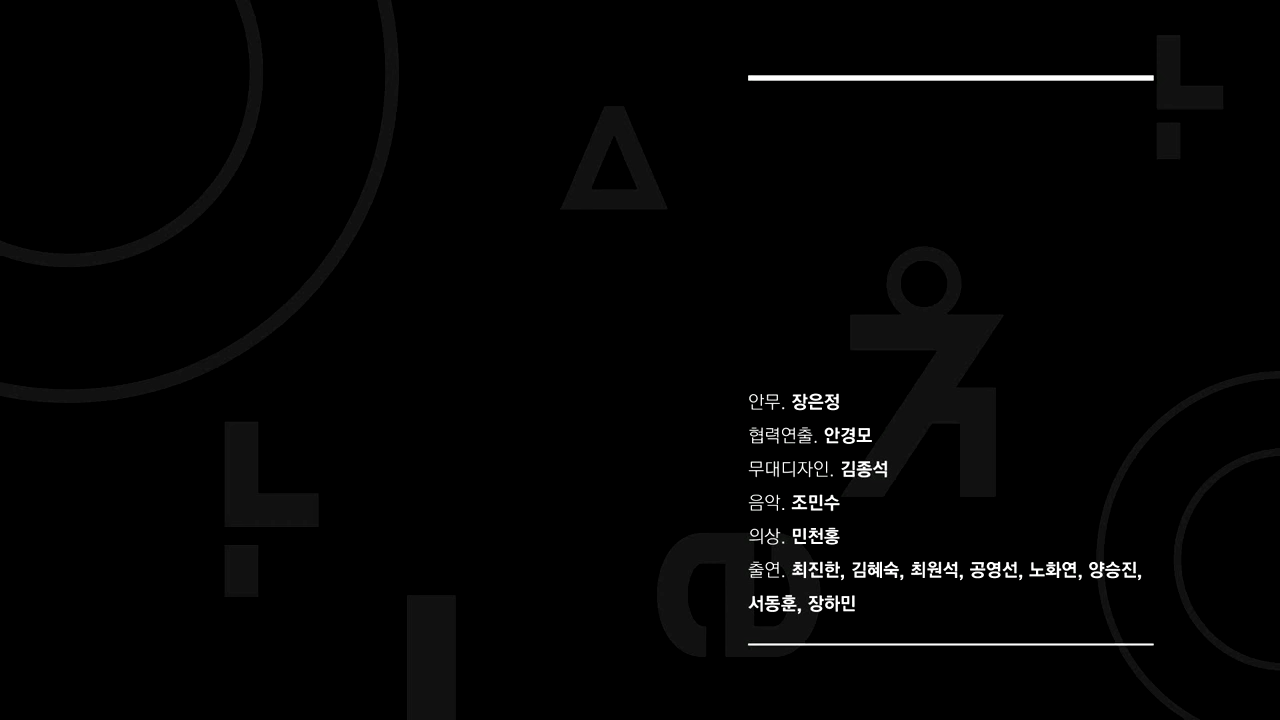 안무. 장은정
협력연출. 안경모
무대디자인. 김종석
음악. 조민수
의상. 민천홍
출연. 최진한, 김혜숙, 최원석, 공영선, 노화연, 양승진,
서동훈, 장하민